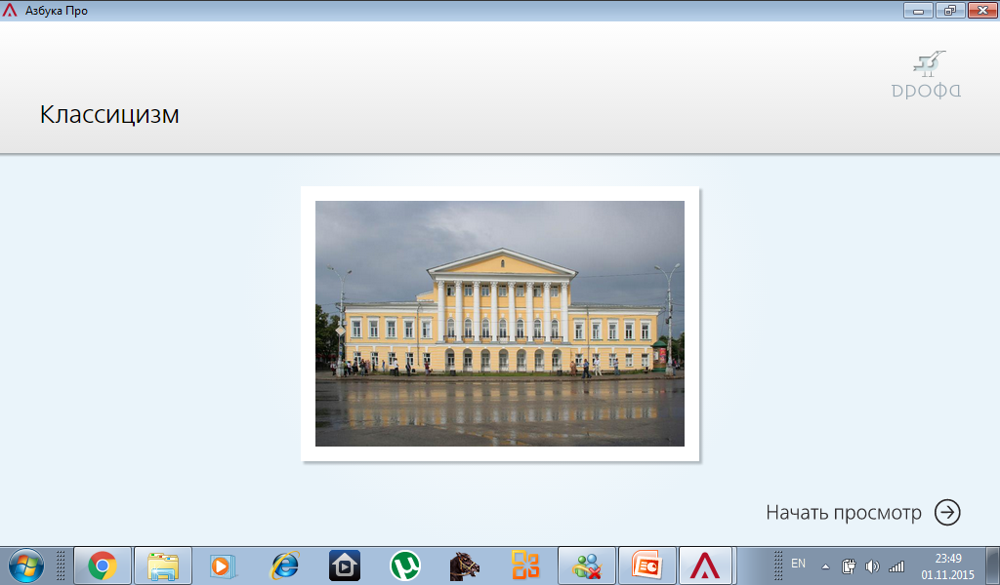 Азбука Про
дрофа
Классицизм
Начать просмотр
EN
23:49
01.11.2015